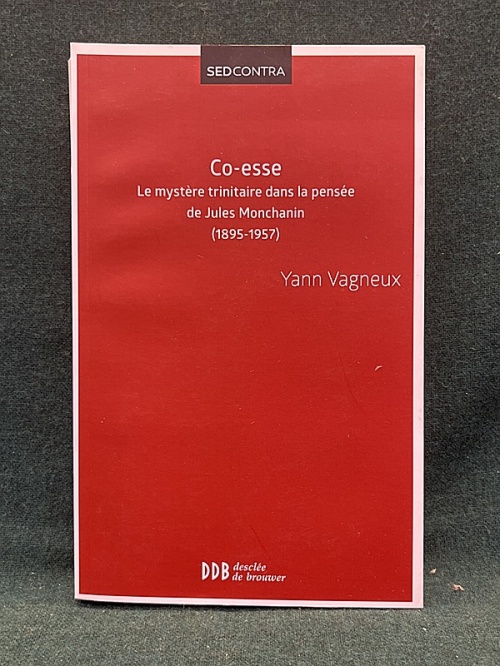 SEDCONTRA
Co-esse
Le mystère trinitaire dans la pensée
de Jules Monchanin
(1895-1957)
Yann Vagneux
DDB desclée
de brouwer